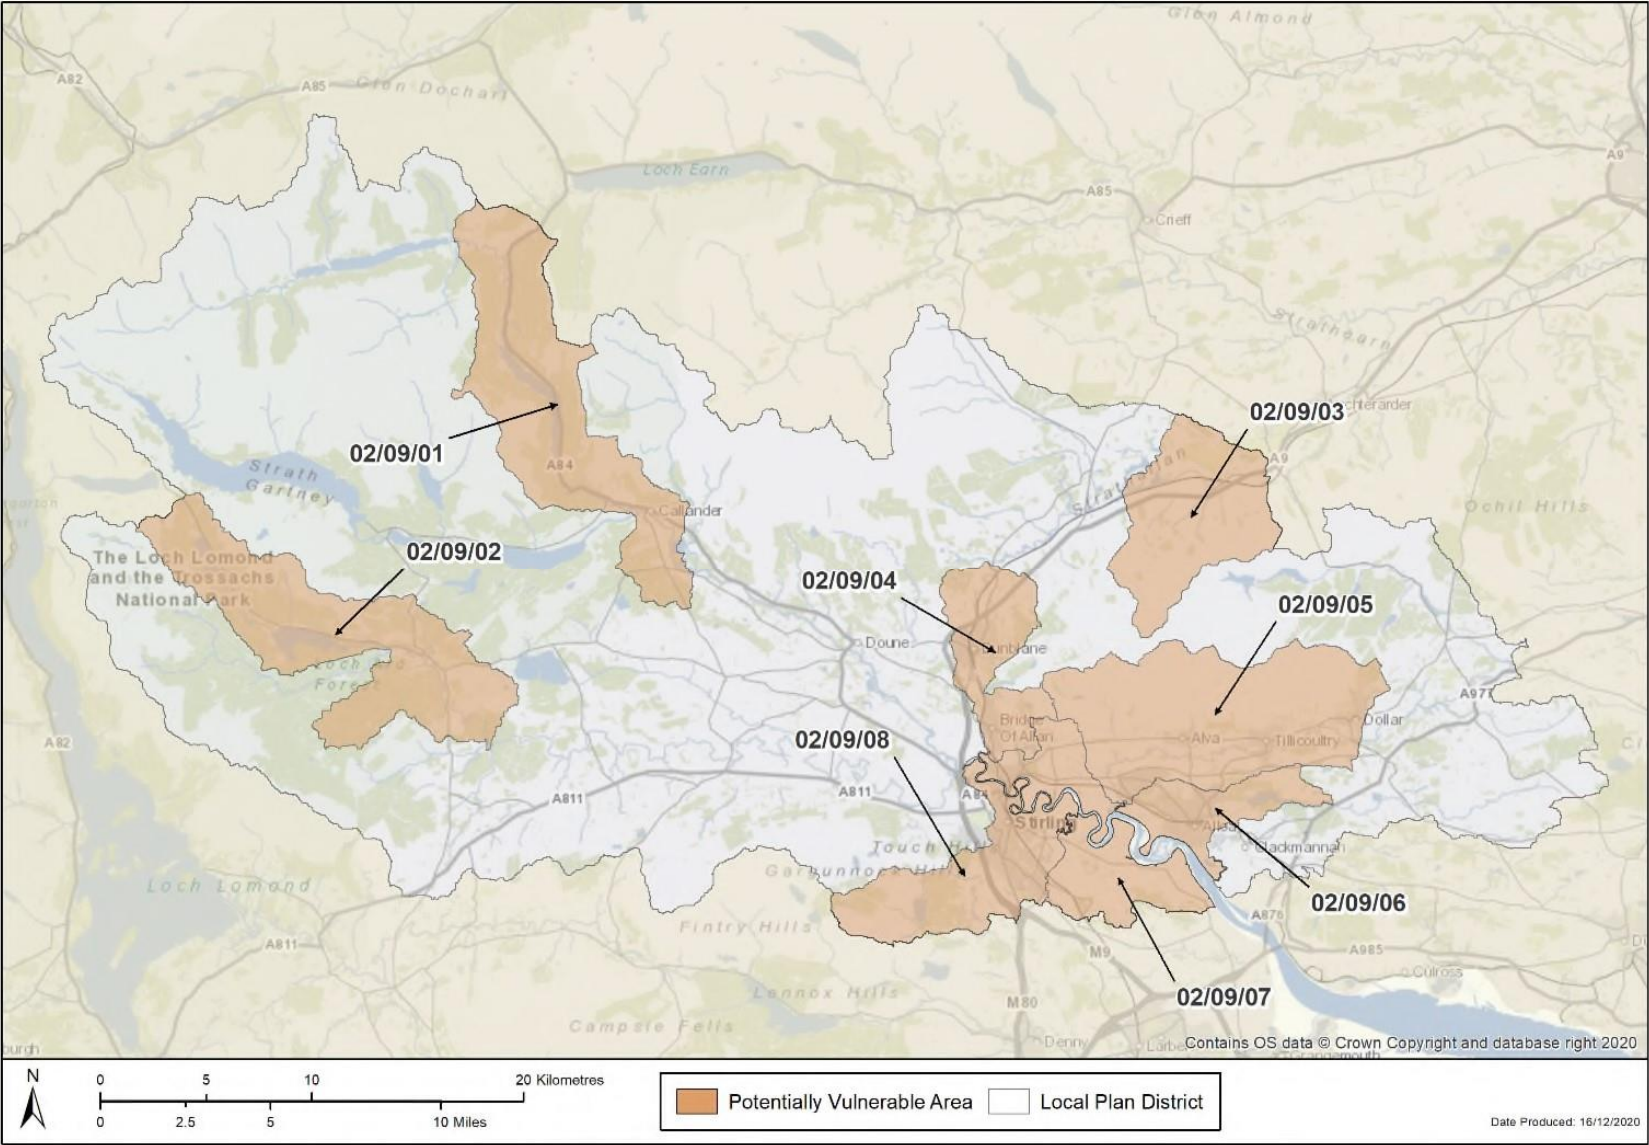 Glen Almond
A82
A85
Glen Dochart
A9
Loch Earn
A85
Crieff
Strathearn
02/09/03
chterarder
02/09/01
A84
A9
Strath
Gartney
Strathallan
Callander
Ochil Hills
The Loch Lomond
and the Trossachs
National Park
02/09/02
02/09/04
02/09/05
Doune
Dunblane
Loch Ard
Forest
A977
Bridge
Of Allan
Dollar
A82
02/09/08
Alva
Tillicoultry
A811
A811
A84
Stirling
Alloa
Touch Hills
Clackmannan
Gargunnock Hills
Loch Lomond
02/09/06
Fintry Hills
A876
A811
M9
A985
Culross
02/09/07
Lennox Hills
M80
Campsie Fells
Denny
Larbe
Contains OS data © Crown Copyright and database right 2020
Grangemouth
burgh
N
0 5 10 20 Kilometres
0 2.5 5 10 Miles
Potentially Vulnerable Area
Local Plan District
Date Produced: 16/12/2020